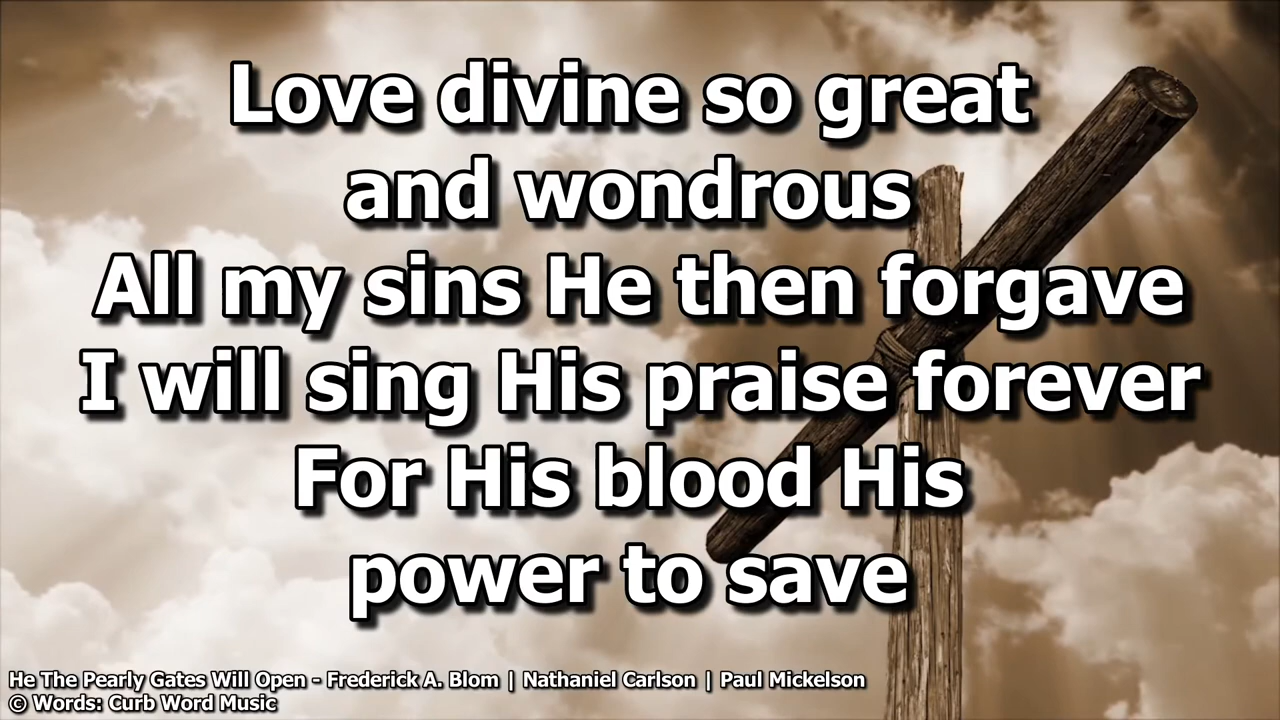 Love divine so great
and wondrous
All my sins He then forgave
I will sing His praise forever
For His blood His
power to save
He The Pearly Gates Will Open - Frederick A. Blom | Nathaniel Carlson | Paul Mickelson
© Words: Curb Word Music